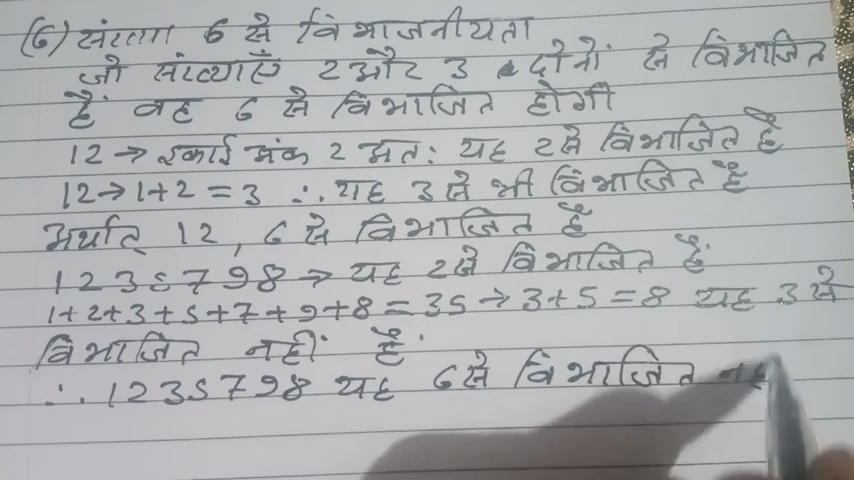 (6) संख्या 6 से विभाजनीयता
जो संख्याएँ 2 और 3 दोनों से विभाजित
हैं वह 6 से विभाजित होगी
12 → इकाई अंक 2 अतः यह 2 से विभाजित है
12 → 1+2 = 3 ∴ यह 3 से भी विभाजित है
अर्थात् 12, 6 से विभाजित है
1235798 → यह 2 से विभाजित है
1+2+3+5+7+9+8 = 35 → 3+5 = 8 यह 3 से
विभाजित नहीं है
∴ 1235798 यह 6 से विभाजित